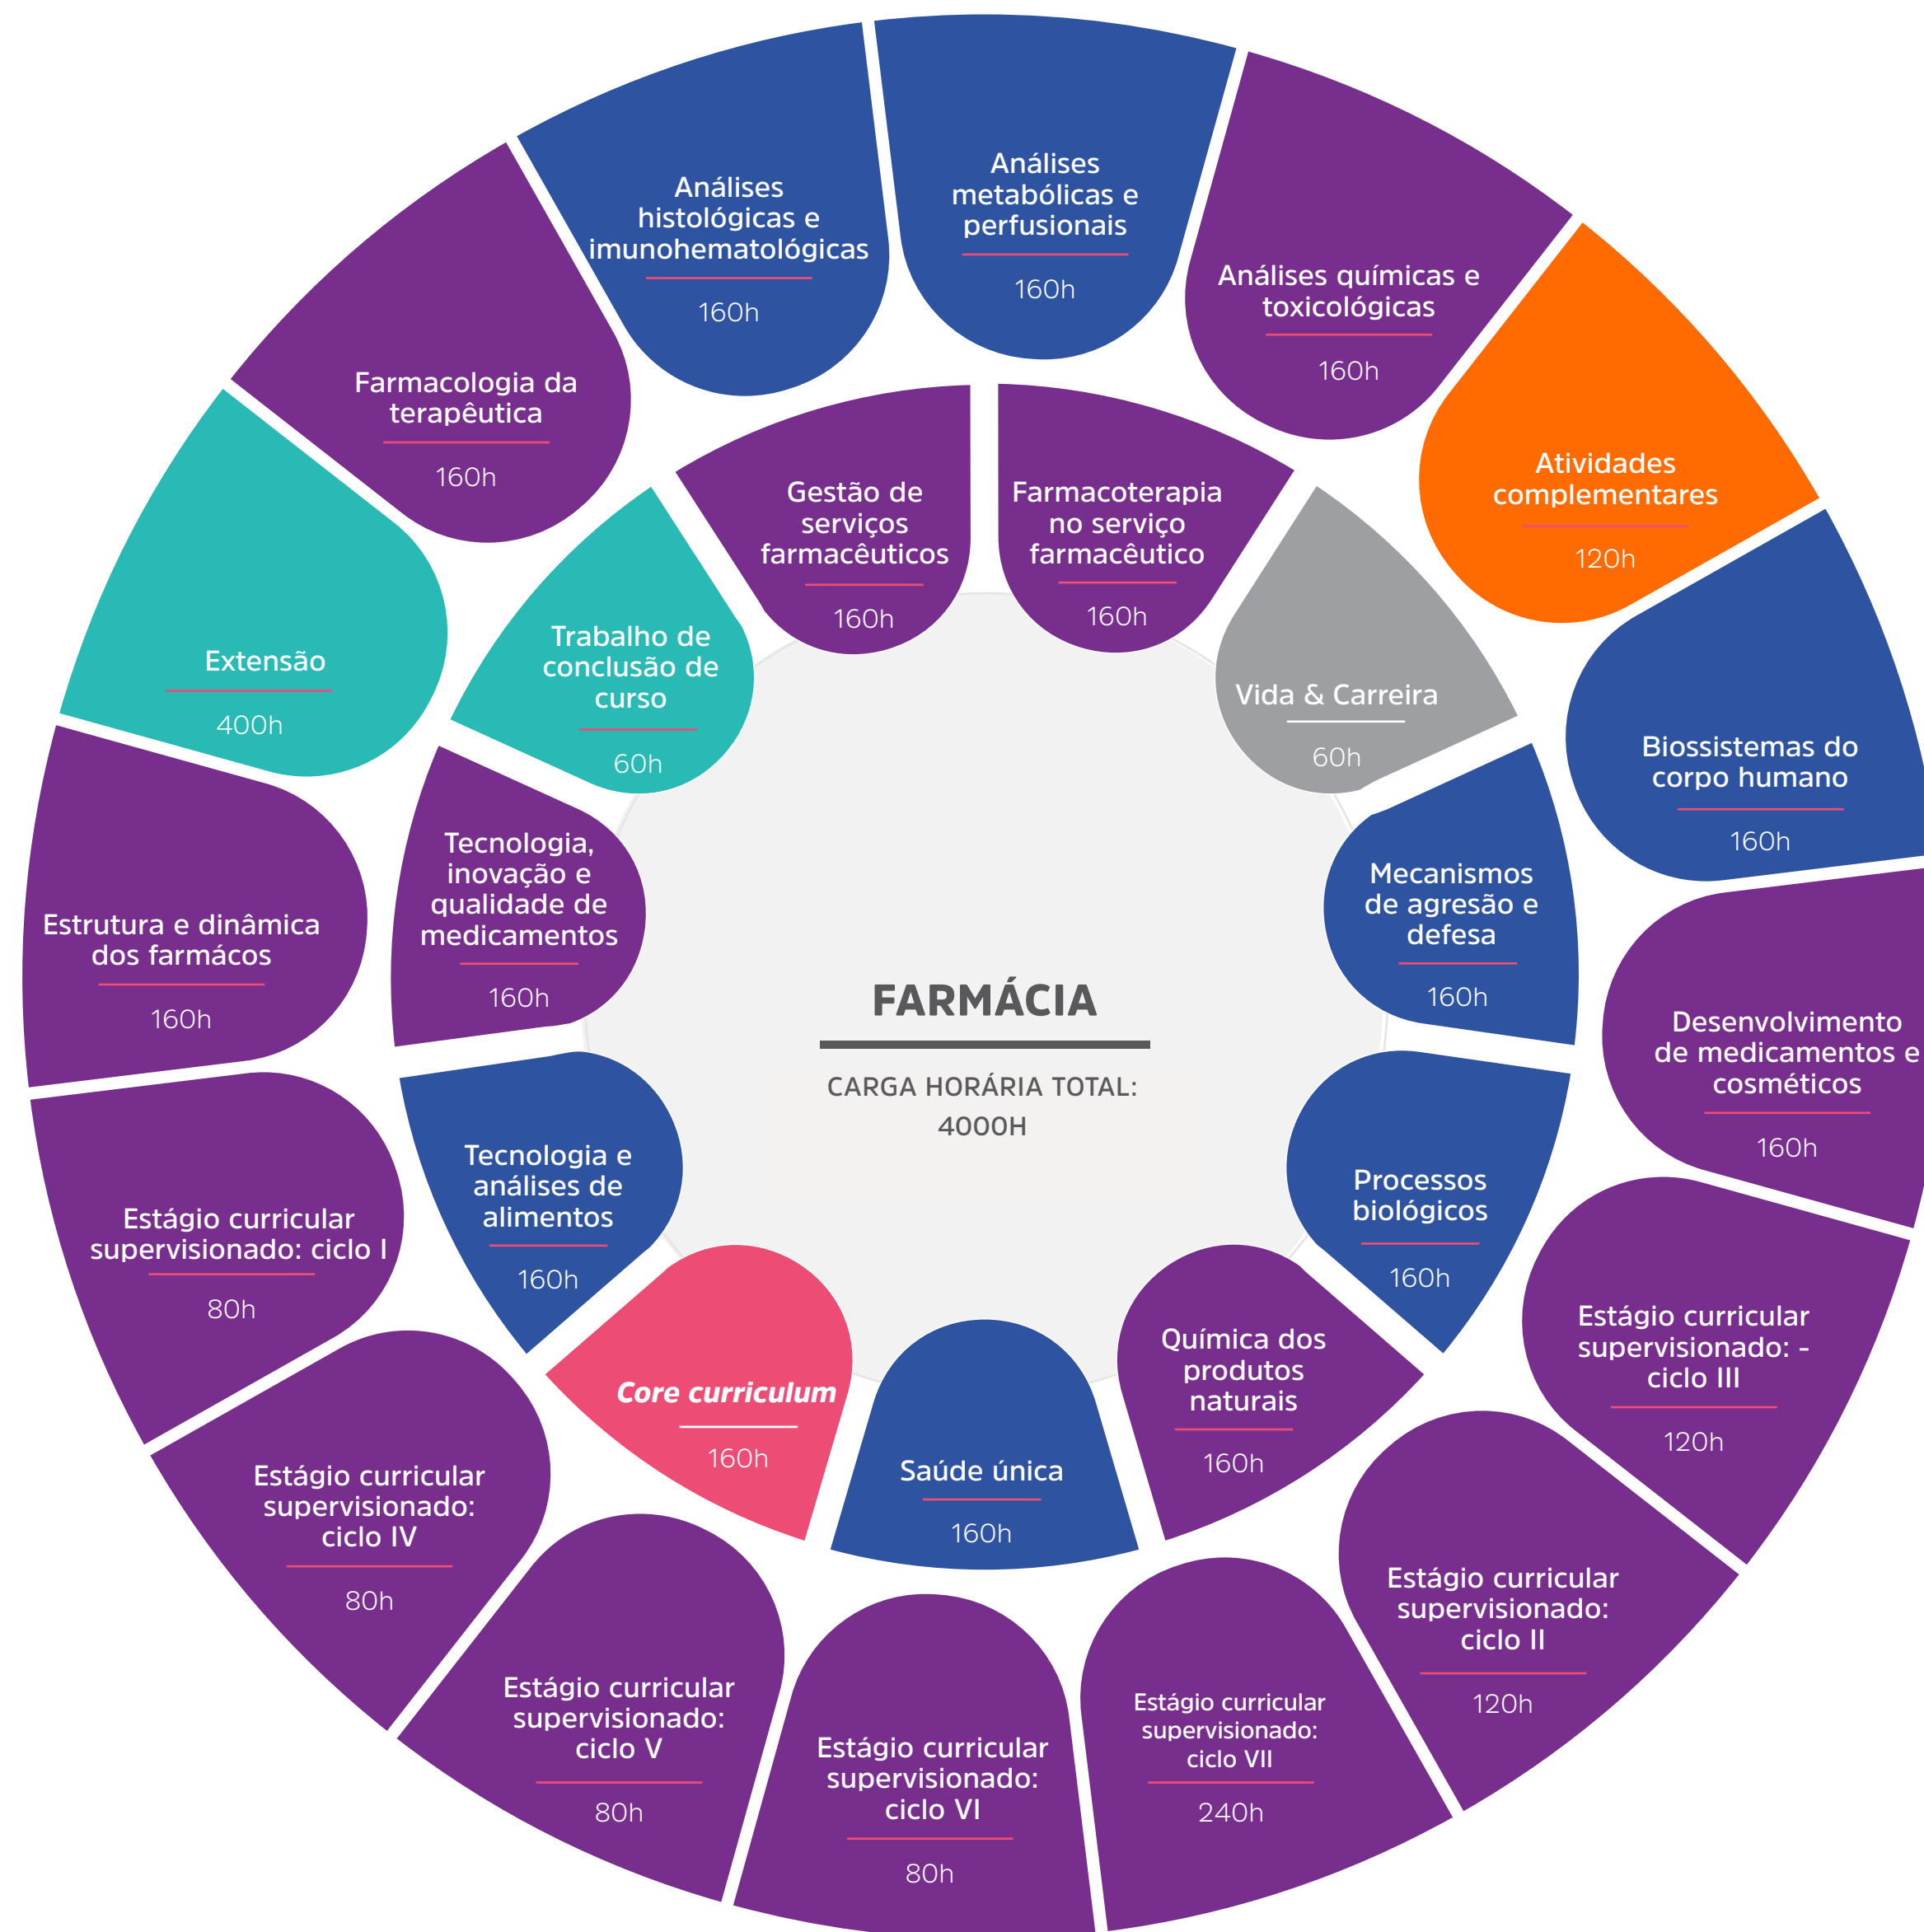 Análises
metabólicas e
perfusionais
160h
Análises químicas e
toxicológicas
160h
Atividades
complementares
120h
Biossistemas do
corpo humano
160h
Desenvolvimento
de medicamentos e
cosméticos
160h
Estágio curricular
supervisionado: -
ciclo III
120h
Estágio curricular
supervisionado:
ciclo II
120h
Estágio curricular
supervisionado:
ciclo VII
240h
Estágio curricular
supervisionado:
ciclo VI
80h
Estágio curricular
supervisionado:
ciclo V
80h
Estágio curricular
supervisionado:
ciclo IV
80h
Estágio curricular
supervisionado: ciclo I
80h
Estrutura e dinâmica
dos farmácos
160h
Extensão
400h
Farmacologia da
terapêutica
160h
Análises
histológicas e
imunohematológicas
160h
Gestão de
serviços
farmacêuticos
160h
Farmacoterapia
no serviço
farmacêutico
160h
Vida & Carreira
60h
Mecanismos
de agresão e
defesa
160h
Processos
biológicos
160h
Química dos
produtos
naturais
160h
Saúde única
160h
Core curriculum
160h
Tecnologia e
análises de
alimentos
160h
Tecnologia,
inovação e
qualidade de
medicamentos
160h
Trabalho de
conclusão de
curso
60h
FARMÁCIA
CARGA HORÁRIA TOTAL:
4000H